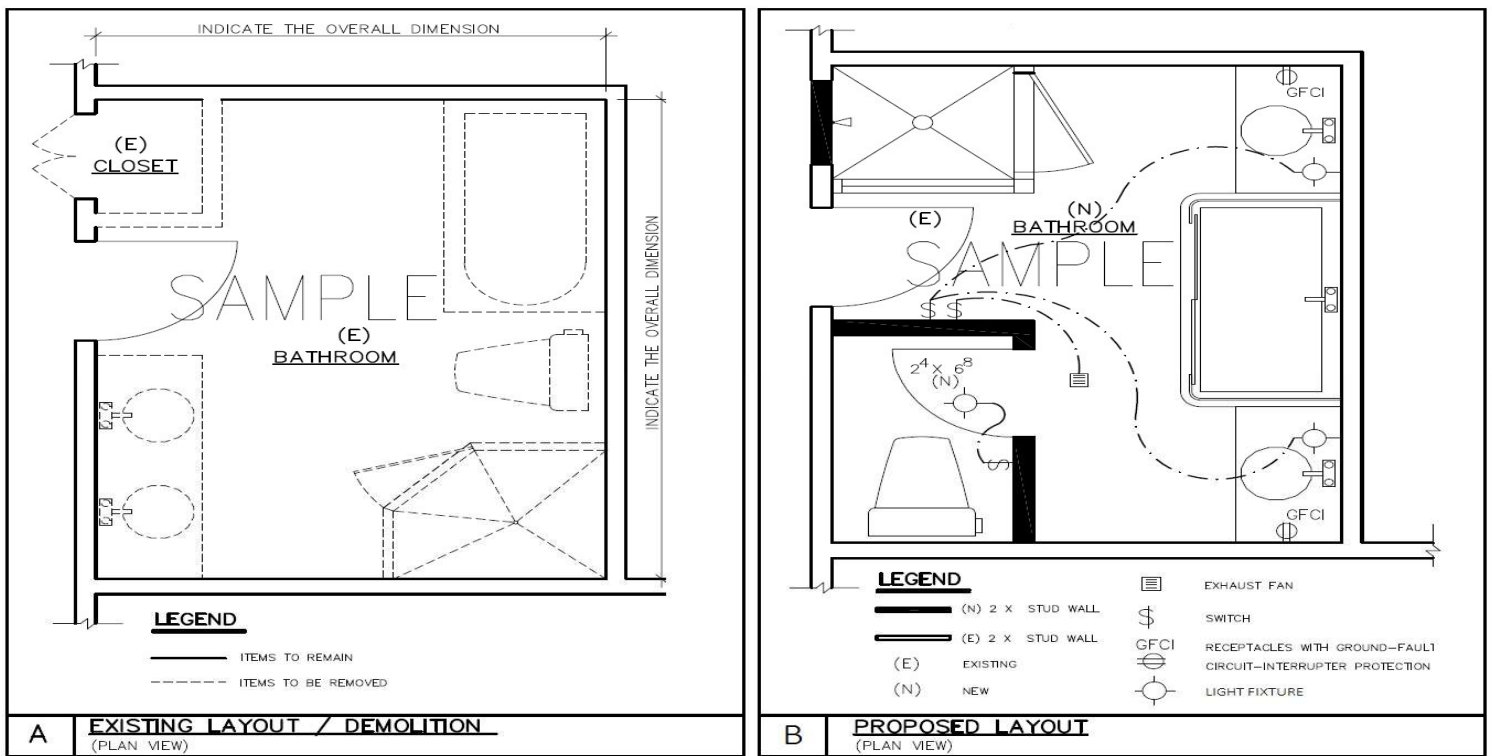 INDICATE THE OVERALL DIMENSION
(E)
CLOSET
INDICATE THE OVERALL DIMENSION
SAMPLE
(E)
BATHROOM
LEGEND
ITEMS TO REMAIN
ITEMS TO BE REMOVED
A
EXISTING LAYOUT / DEMOLITION
(PLAN VIEW)
GFCI
(E)
(N)
BATHROOM
SAMPLE
$ $
2⁴ X 6⁸
(N)
$
GFCI
LEGEND
(N) 2 X STUD WALL
(E) 2 X STUD WALL
(E) EXISTING
(N) NEW
EXHAUST FAN
$ SWITCH
GFCI RECEPTACLES WITH GROUND-FAULT
CIRCUIT-INTERRUPTER PROTECTION
LIGHT FIXTURE
B
PROPOSED LAYOUT
(PLAN VIEW)